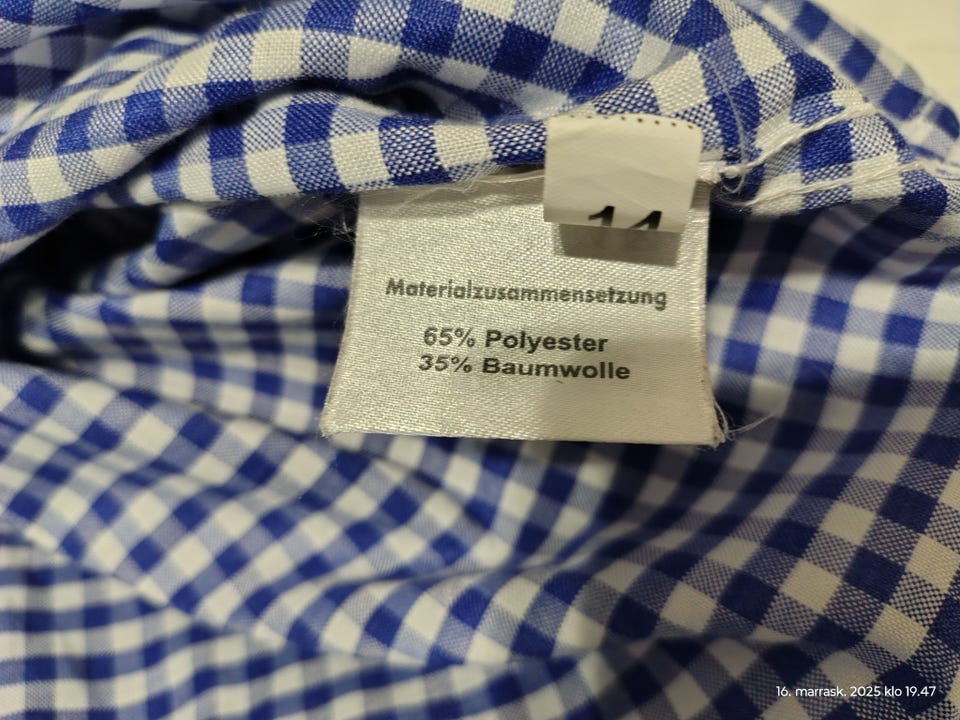 14
Materialzusammensetzung
65% Polyester
35% Baumwolle
16. marrask. 2025 klo 19.47